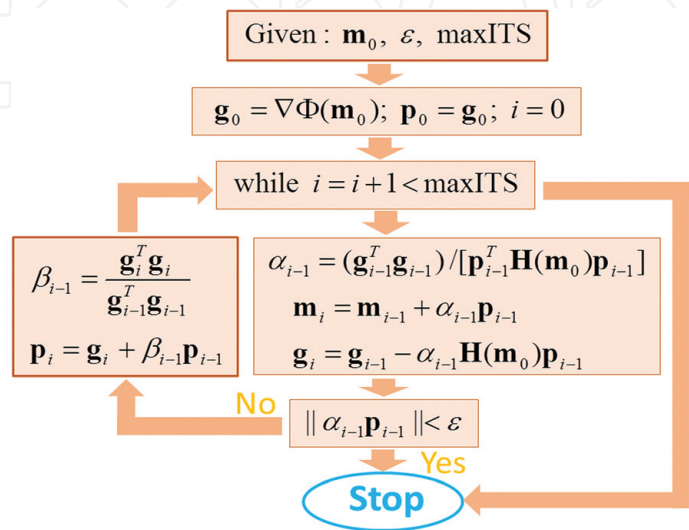 Given : m₀, ε, maxITS
g₀ = ∇Φ(m₀); p₀ = g₀; i = 0
while i = i + 1 < maxITS
α_{i−1} = (g_{i−1}^T g_{i−1}) / [p_{i−1}^T H(m₀)p_{i−1}]
m_i = m_{i−1} + α_{i−1}p_{i−1}
g_i = g_{i−1} − α_{i−1}H(m₀)p_{i−1}
|| α_{i−1}p_{i−1} || < ε
No
β_{i−1} = \frac{g_i^T g_i}{g_{i−1}^T g_{i−1}}
p_i = g_i + β_{i−1}p_{i−1}
Yes
Stop